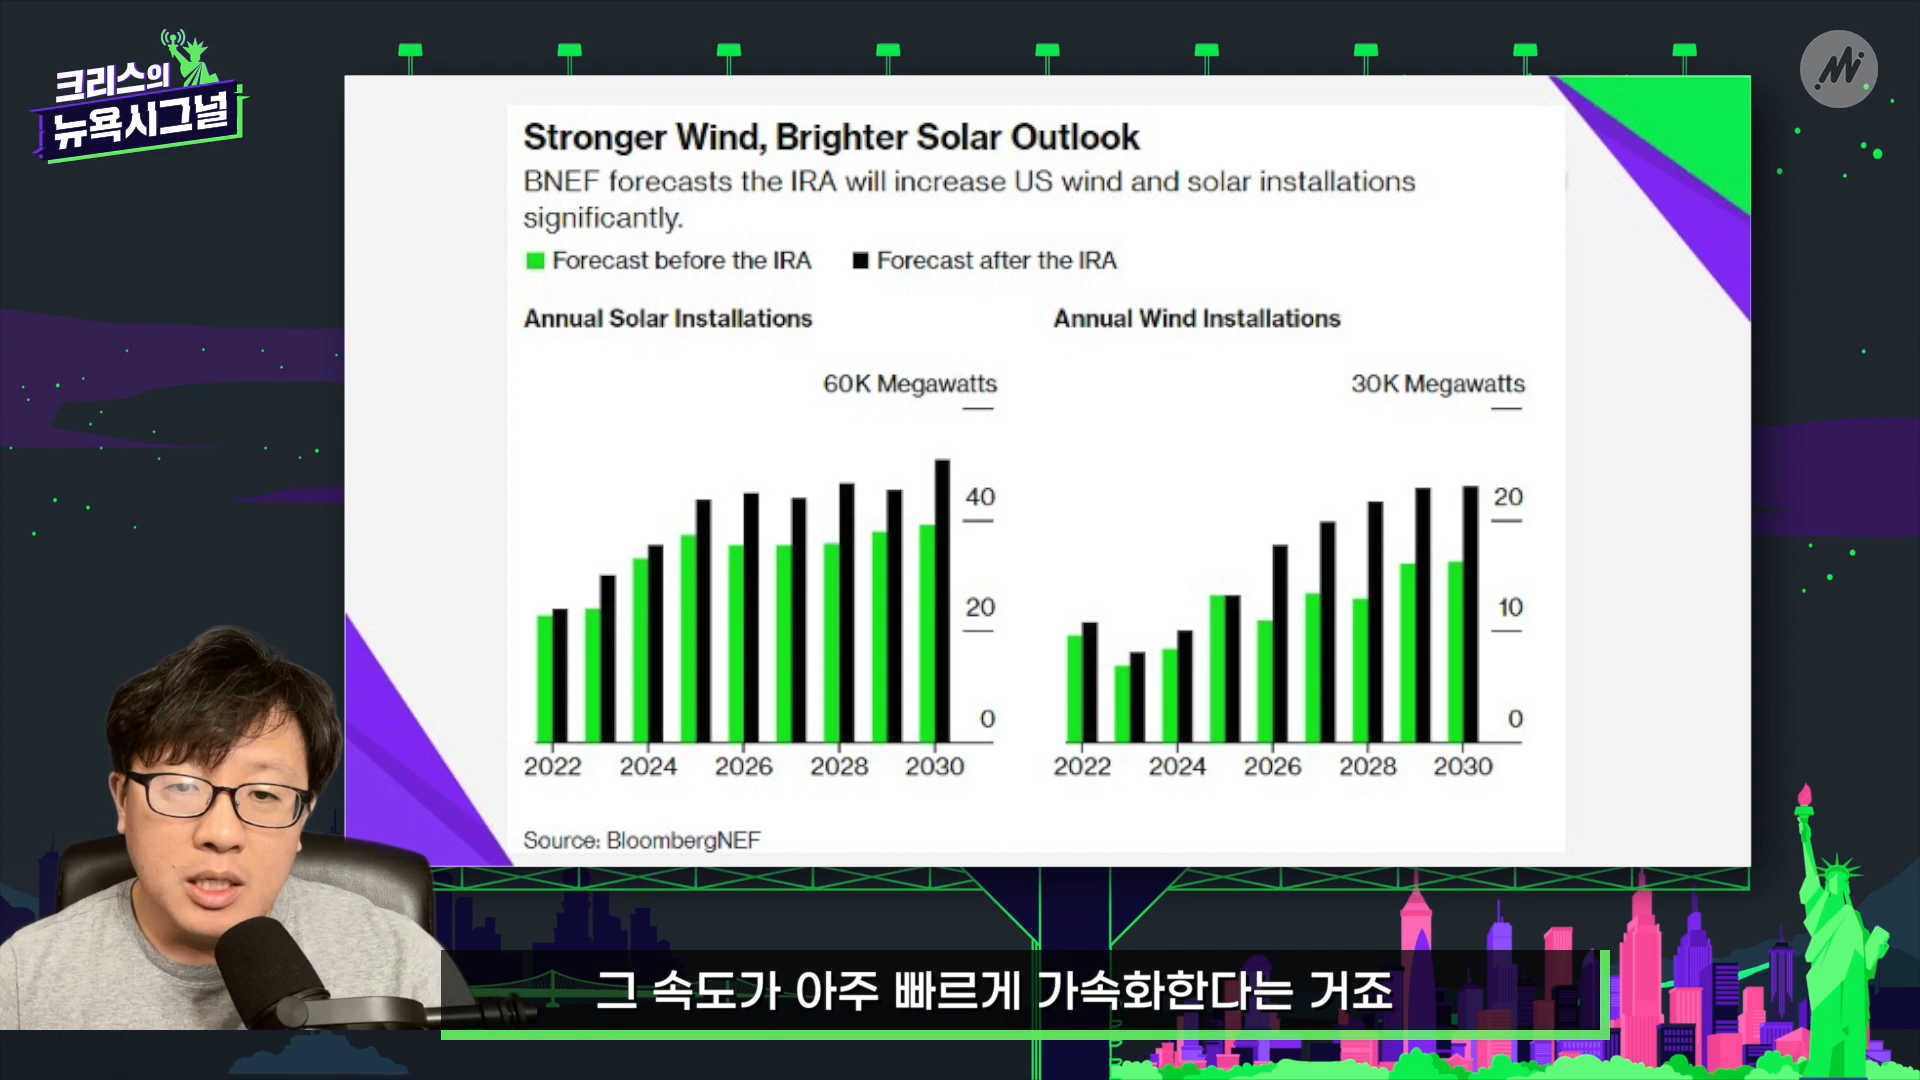 크리스의
뉴욕시그널
Mi
Stronger Wind, Brighter Solar Outlook
BNEF forecasts the IRA will increase US wind and solar installations
significantly.
Forecast before the IRA
Forecast after the IRA
Annual Solar Installations
60K Megawatts
40
20
0
2022
2024
2026
2028
2030
Annual Wind Installations
30K Megawatts
20
10
0
2022
2024
2026
2028
2030
Source: BloombergNEF
그 속도가 아주 빠르게 가속화한다는 거죠